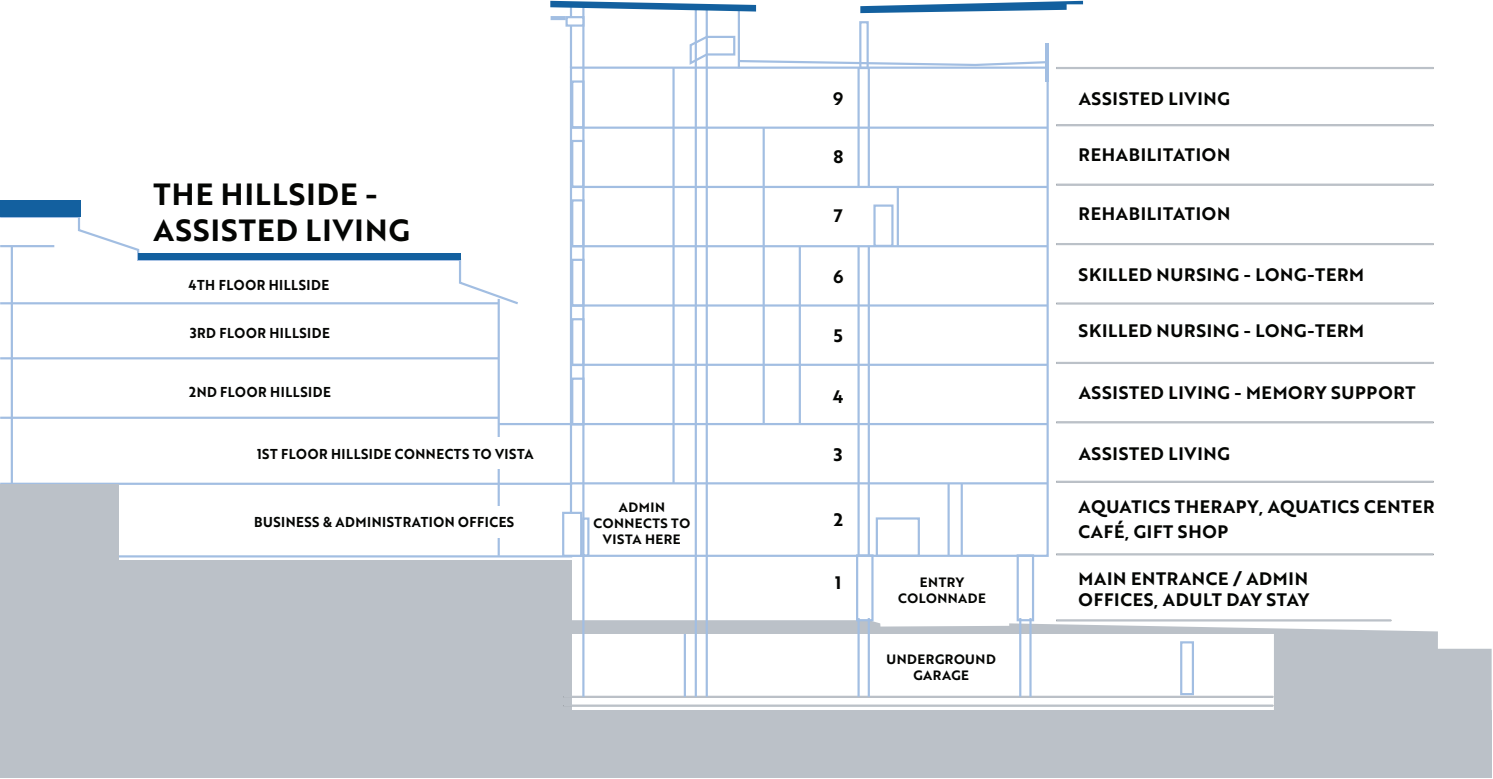 9
ASSISTED LIVING
8
REHABILITATION
THE HILLSIDE -
ASSISTED LIVING
7
REHABILITATION
4TH FLOOR HILLSIDE
6
SKILLED NURSING - LONG-TERM
3RD FLOOR HILLSIDE
5
SKILLED NURSING - LONG-TERM
2ND FLOOR HILLSIDE
4
ASSISTED LIVING - MEMORY SUPPORT
1ST FLOOR HILLSIDE CONNECTS TO VISTA
3
ASSISTED LIVING
BUSINESS & ADMINISTRATION OFFICES
ADMIN
CONNECTS TO
VISTA HERE
2
AQUATICS THERAPY, AQUATICS CENTER
CAFÉ, GIFT SHOP
1
ENTRY
COLONNADE
MAIN ENTRANCE / ADMIN
OFFICES, ADULT DAY STAY
UNDERGROUND
GARAGE